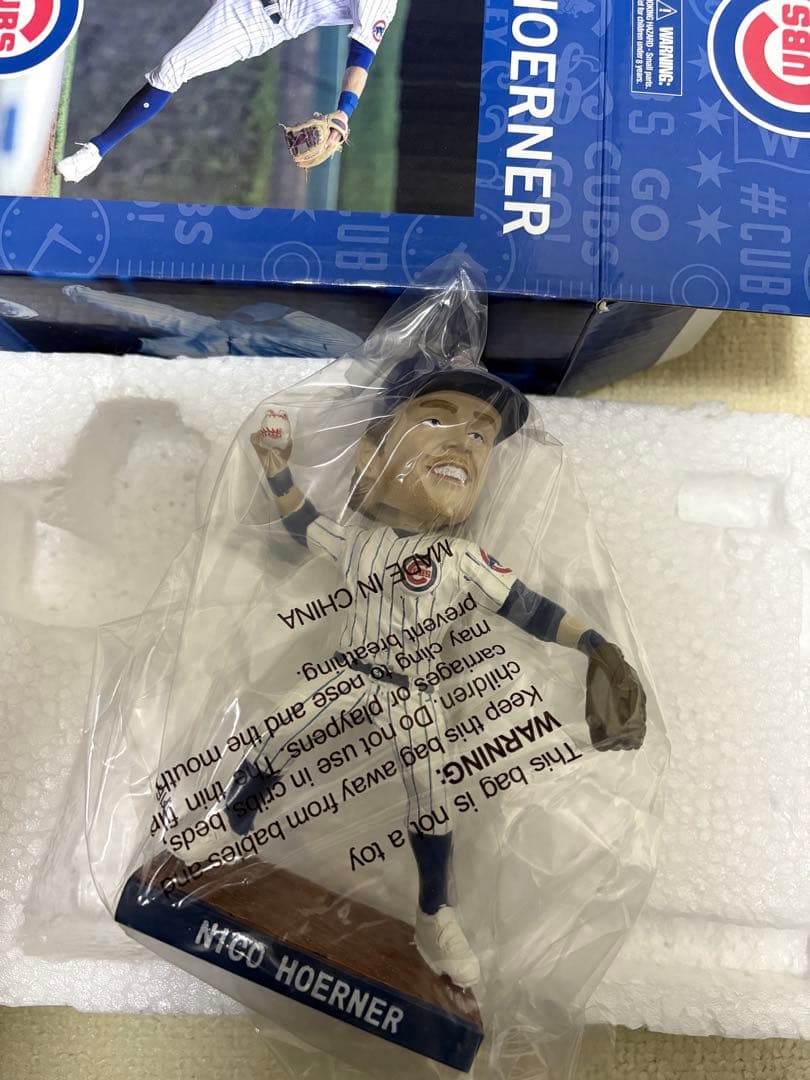 HOERNER
WARNING:
CHOKING HAZARD - Small parts.
Not for children under 3 years.
GO
CUBS
GO!
#CUBS
UBS
MADE IN CHINA
This bag is not a toy
WARNING:
Keep this bag away from babies and
children. Do not use in cribs, beds,
carriages or playpens. The thin film
may cling to nose and the mouth
prevent breathing.
NICO HOERNER